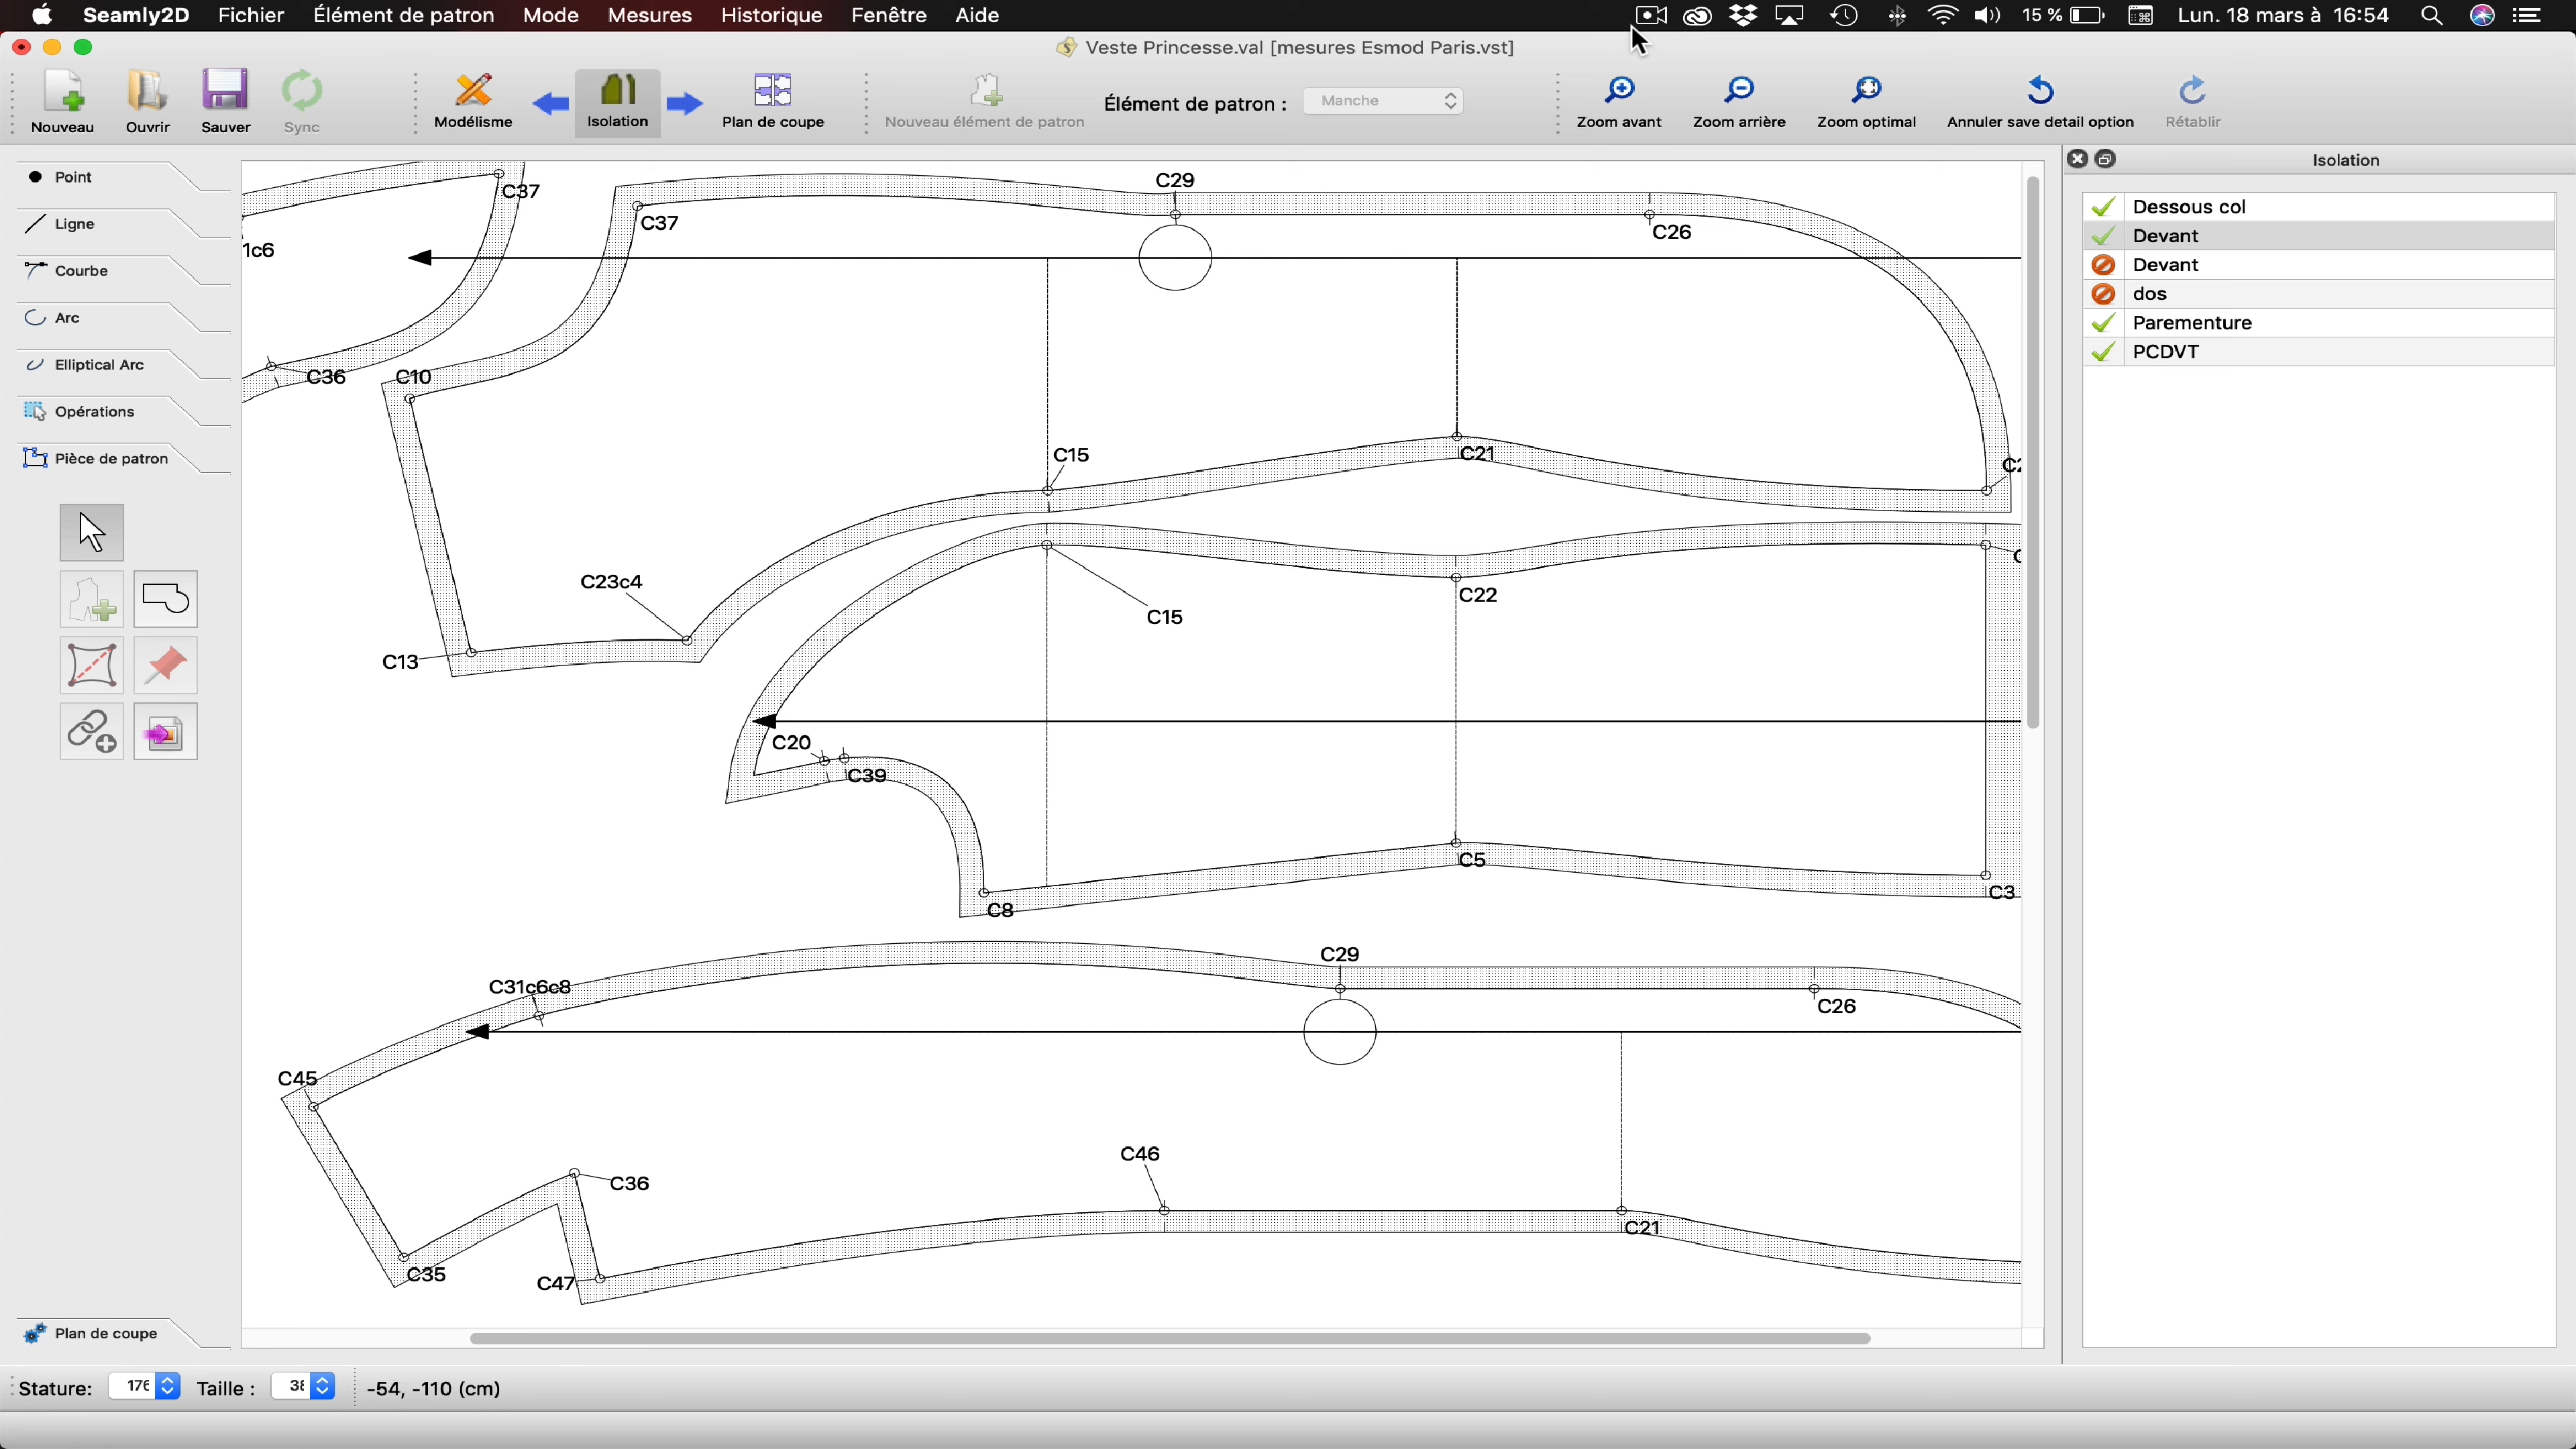 Seamly2D Fichier Élément de patron Mode Mesures Historique Fenêtre Aide 15 % Lun. 18 mars à 16:54
Veste Princesse.val [mesures Esmod Paris.vst]
Nouveau Ouvrir Sauver Sync Modélisme Isolation Plan de coupe Nouveau élément de patron Élément de patron : Manche Zoom avant Zoom arrière Zoom optimal Annuler save detail option Rétablir
Point
Ligne
Courbe
Arc
Elliptical Arc
Opérations
Pièce de patron
Plan de coupe
C37
C37
C29
C26
1c6
C36
C10
C15
C21
C23c4
C13
C22
C15
C20
C39
C5
C8
C3
C29
C31c6c8
C26
C45
C46
C36
C21
C35
C47
Isolation
Dessous col
Devant
Devant
dos
Parementure
PCDVT
Stature: 176 Taille : 38 -54, -110 (cm)